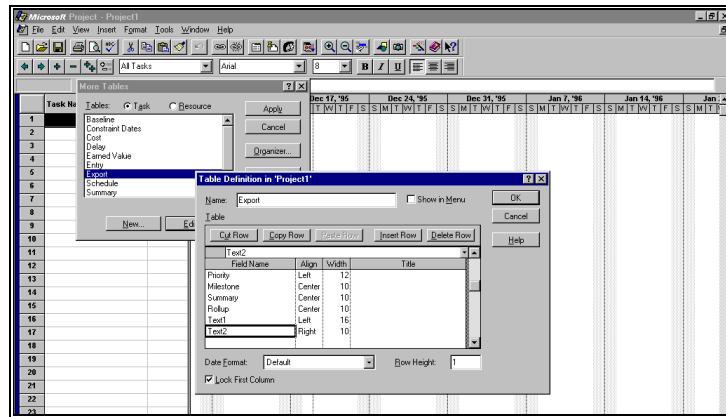 Microsoft Project - Project1
File Edit View Insert Format Tools Window Help
All Tasks Arial 8 B I U
More Tables
Task Na
Tables: Task Resource
Baseline
Constraint Dates
Cost
Delay
Earned Value
Entry
Export
Schedule
Summary
Apply
Cancel
Organizer...
New... Edi
Dec 17, '95 Dec 24, '95 Dec 31, '95 Jan 7, '96 Jan 14, '96 Jan
T W T F S S M T W T F S S M T W T F S S M T W T F S S M T W T F S S M T
1
2
3
4
5
6
7
8
9
10
11
12
13
14
15
16
17
18
19
20
21
22
23
Table Definition in 'Project1'
Name: Export Show in Menu OK
Table Cancel
Cut Row Copy Row Paste Row Insert Row Delete Row Help
Text2
Field Name Align Width Title
Priority Left 12
Milestone Center 10
Summary Center 10
Rollup Center 10
Text1 Left 16
Text2 Right 10
Date Format: Default Row Height: 1
Lock First Column